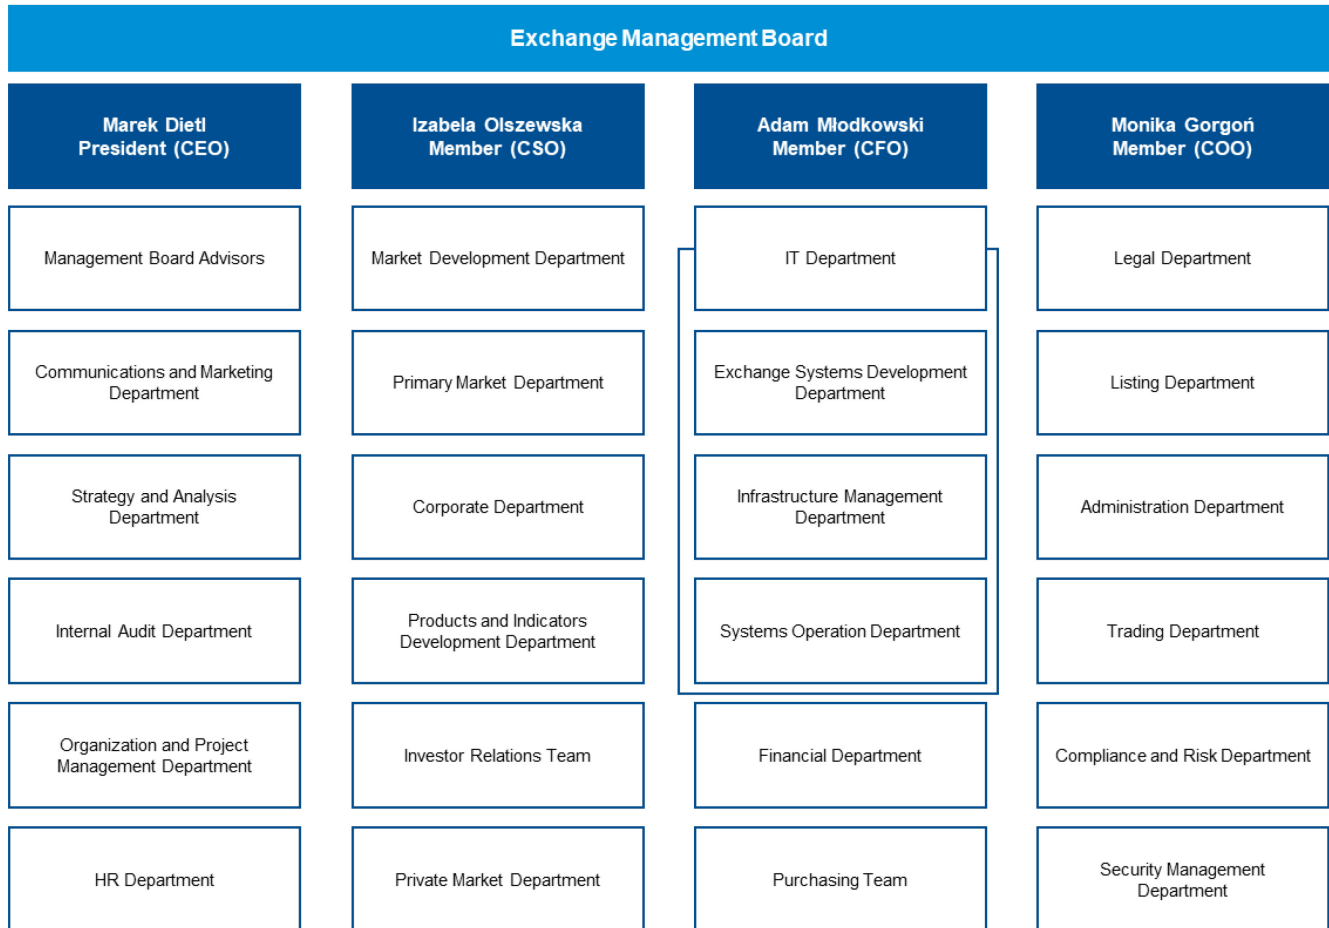 Exchange Management Board
Marek Dietl
President (CEO)
Izabela Olszewska
Member (CSO)
Adam Młodkowski
Member (CFO)
Monika Gorgoń
Member (COO)
Management Board Advisors
Market Development Department
IT Department
Legal Department
Communications and Marketing
Department
Primary Market Department
Exchange Systems Development
Department
Listing Department
Strategy and Analysis
Department
Corporate Department
Infrastructure Management
Department
Administration Department
Internal Audit Department
Products and Indicators
Development Department
Systems Operation Department
Trading Department
Organization and Project
Management Department
Investor Relations Team
Financial Department
Compliance and Risk Department
HR Department
Private Market Department
Purchasing Team
Security Management
Department